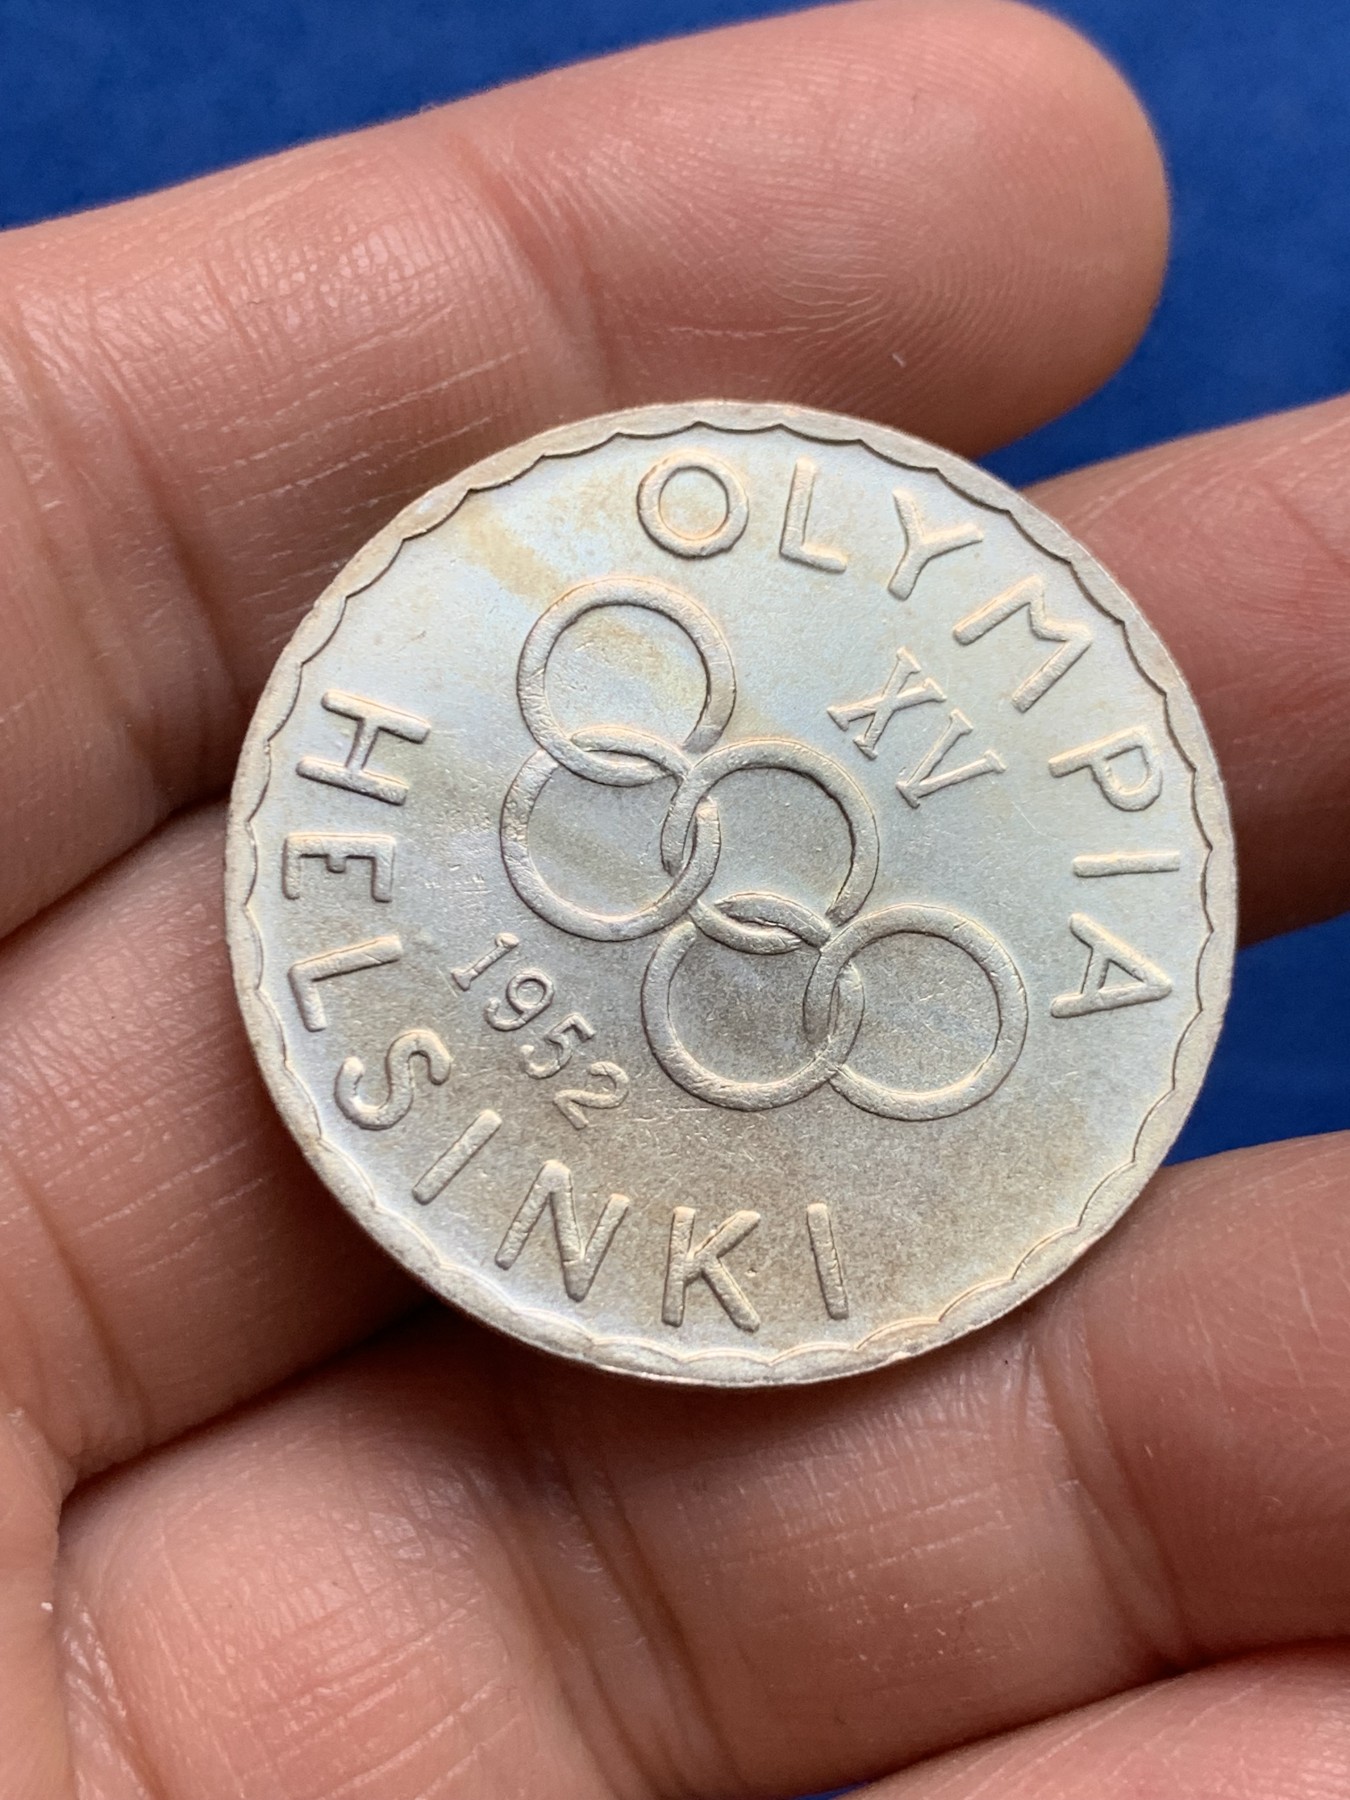 OLYMPIA
XV
1952
HELSINKI